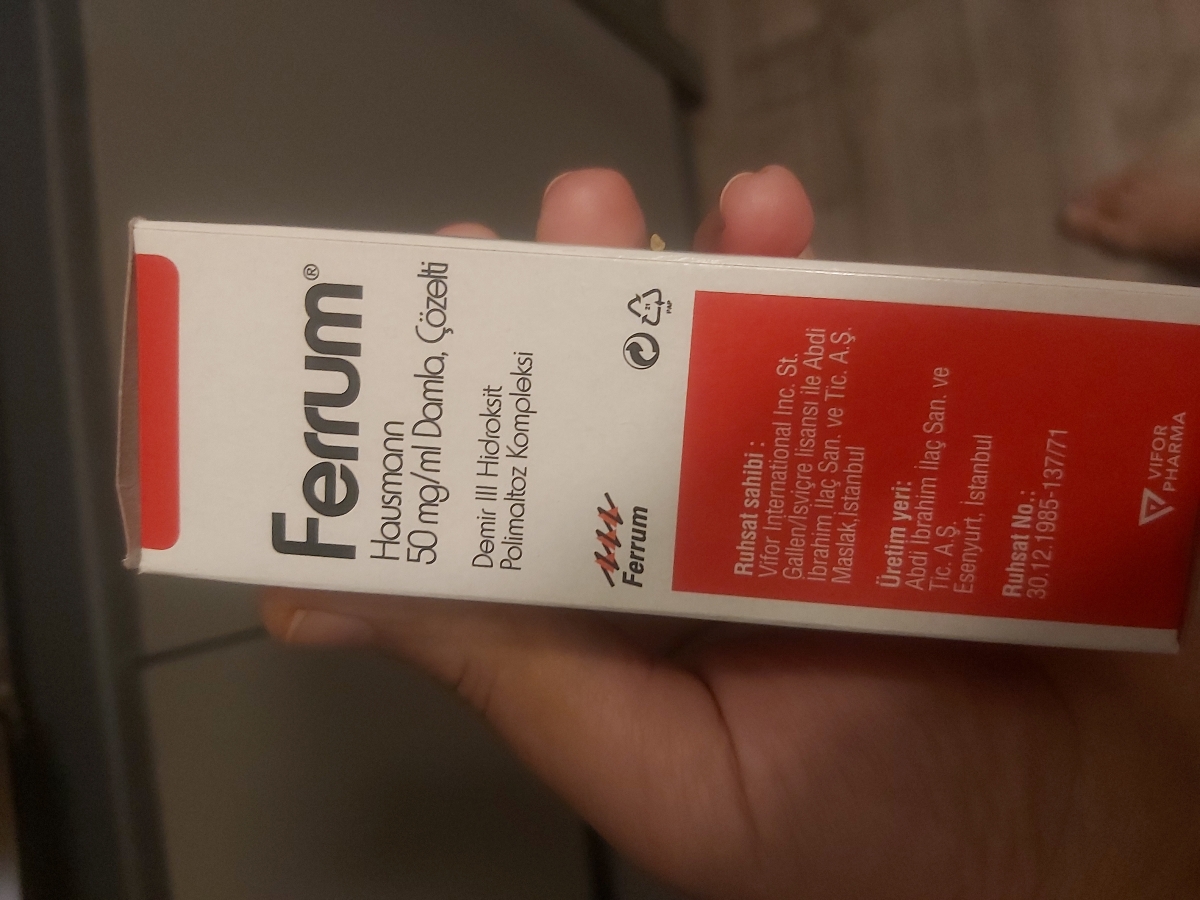 Ferrum®
Hausmann
50 mg/ml Damla, Çözelti
Demir III Hidroksit
Polimaltoz Kompleksi
Ferrum
21
PAP
Ruhsat sahibi :
Vifor International Inc. St.
Gallen/İsviçre lisansı ile Abdi
İbrahim İlaç San. ve Tic. A.Ş.
Maslak,İstanbul
Üretim yeri:
Abdi İbrahim İlaç San. ve
Tic. A.Ş.
Esenyurt, İstanbul
Ruhsat No.:
30.12.1985-137/71
VIFOR
PHARMA